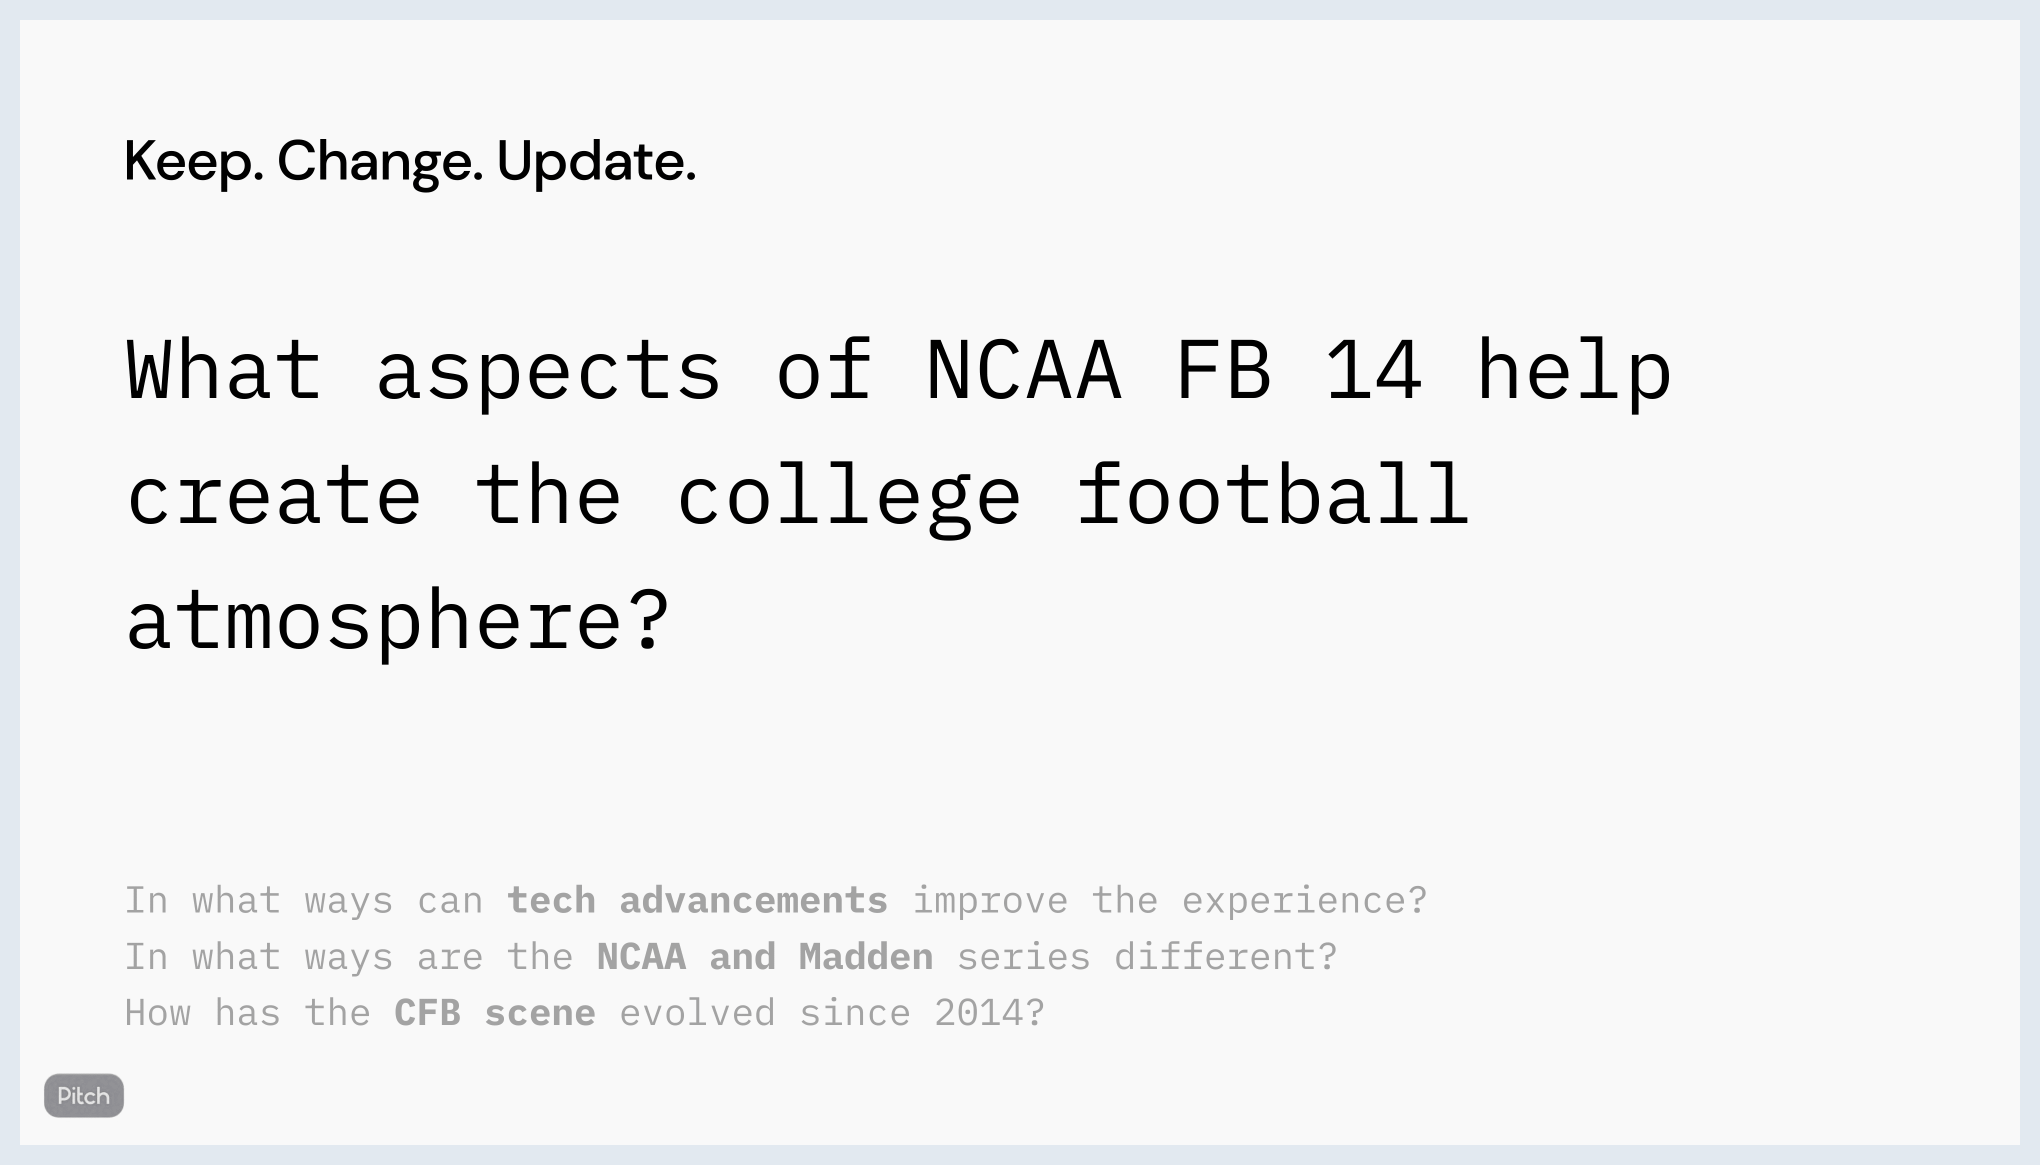 Keep. Change. Update.
What aspects of NCAA FB 14 help
create the college football
atmosphere?
In what ways can tech advancements improve the experience?
In what ways are the NCAA and Madden series different?
How has the CFB scene evolved since 2014?
Pitch